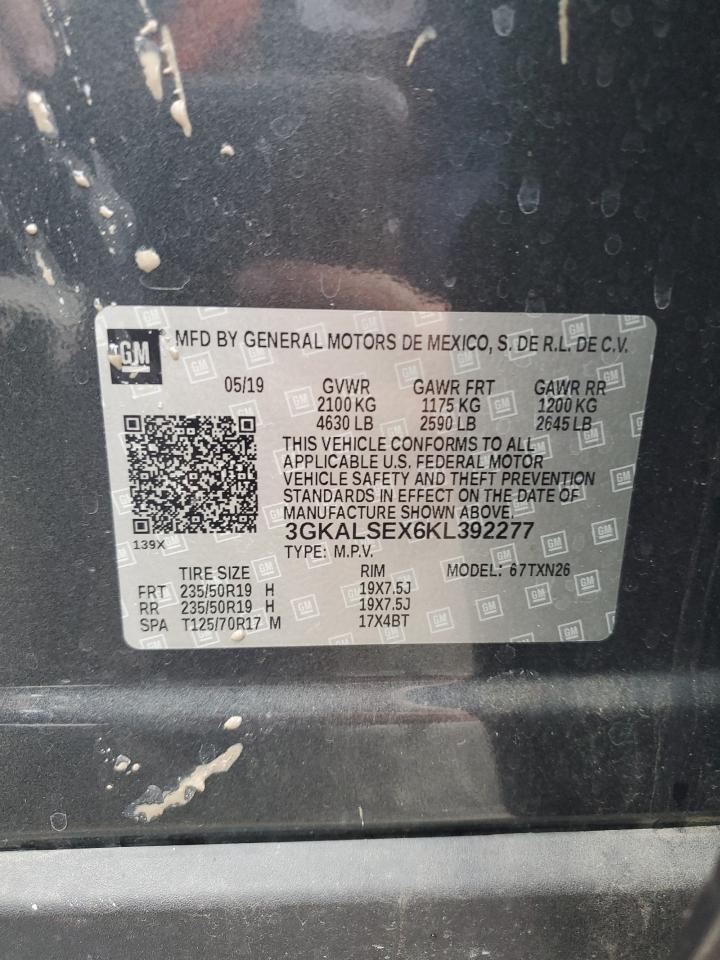 GM
MFD BY GENERAL MOTORS DE MEXICO, S. DE R.L. DE C.V.
05/19 GVWR GAWR FRT GAWR RR
2100 KG 1175 KG 1200 KG
4630 LB 2590 LB 2645 LB
THIS VEHICLE CONFORMS TO ALL
APPLICABLE U.S. FEDERAL MOTOR
VEHICLE SAFETY AND THEFT PREVENTION
STANDARDS IN EFFECT ON THE DATE OF
MANUFACTURE SHOWN ABOVE.
3GKALSEX6KL392277
139X
TYPE: M.P.V.
TIRE SIZE RIM MODEL: 67TXN26
FRT 235/50R19 H 19X7.5J
RR 235/50R19 H 19X7.5J
SPA T125/70R17 M 17X4BT